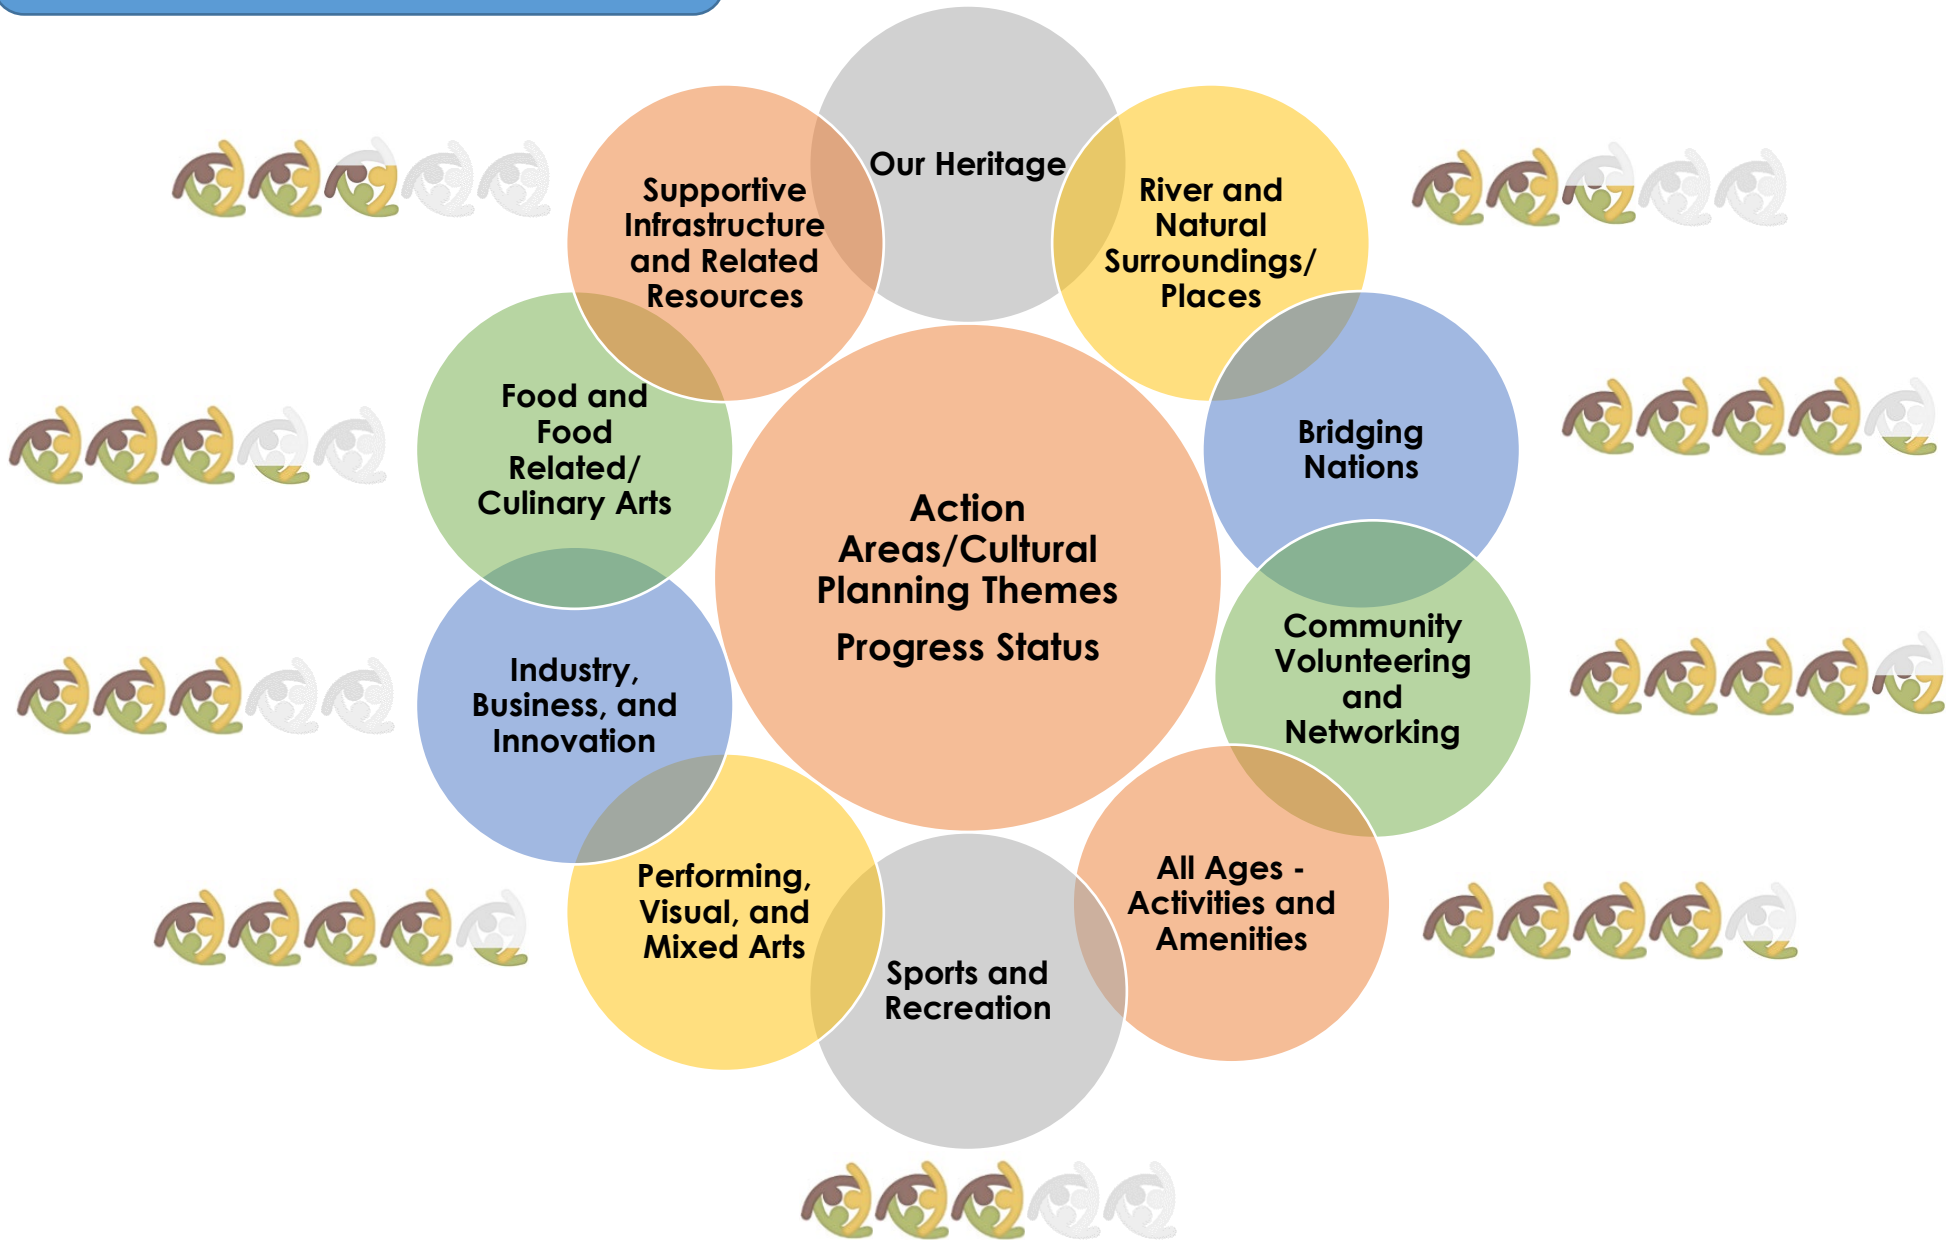 Our Heritage
River and
Natural
Surroundings/
Places
Bridging
Nations
Community
Volunteering
and
Networking
All Ages -
Activities and
Amenities
Sports and
Recreation
Performing,
Visual, and
Mixed Arts
Industry,
Business, and
Innovation
Food and
Food
Related/
Culinary Arts
Supportive
Infrastructure
and Related
Resources
Action
Areas/Cultural
Planning Themes
Progress Status